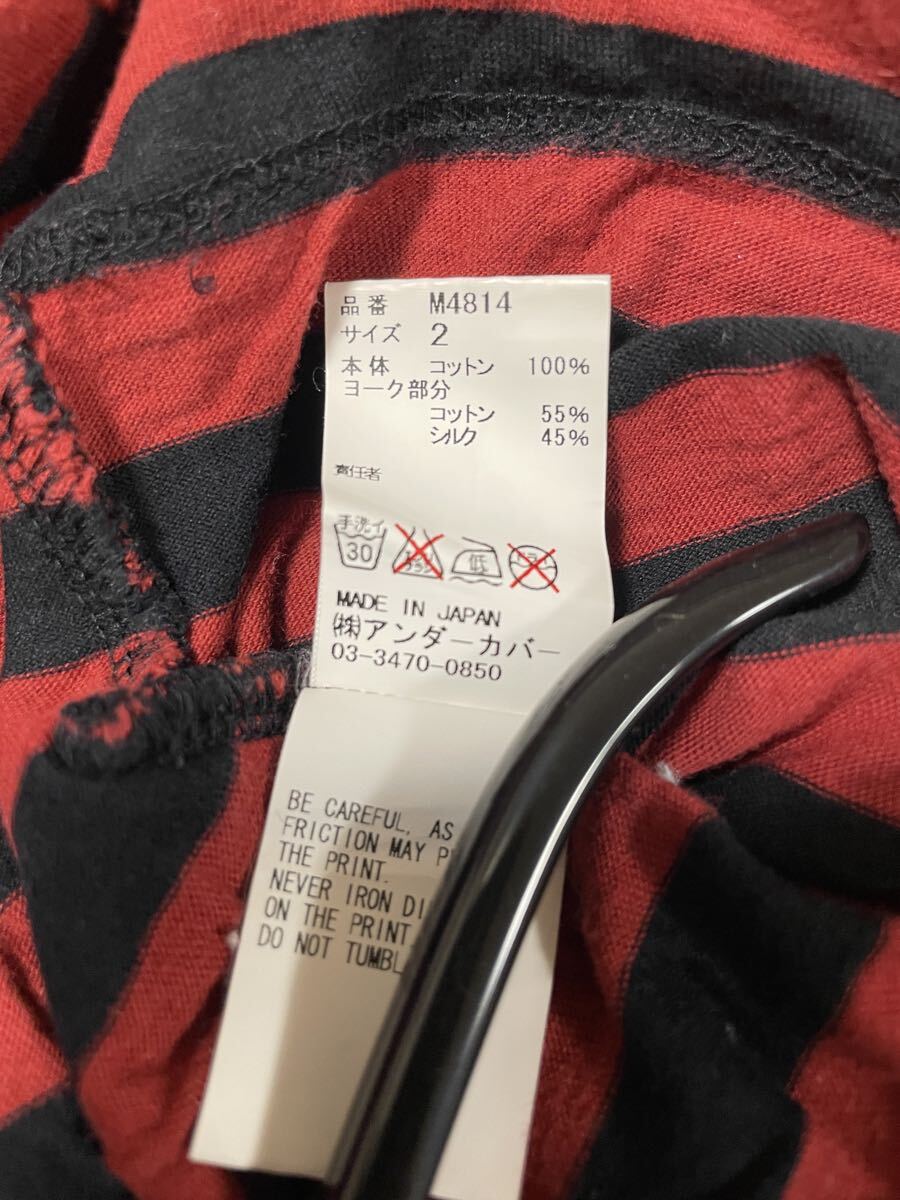 品番 M4814
サイズ 2
本体 コットン 100%
ヨーク部分
コットン 55%
シルク 45%
責任者
手洗イ
30
低
MADE IN JAPAN
(株)アンダーカバー
03-3470-0850
BE CAREFUL, AS
FRICTION MAY
THE PRINT.
NEVER IRON
ON THE PRINT.
DO NOT